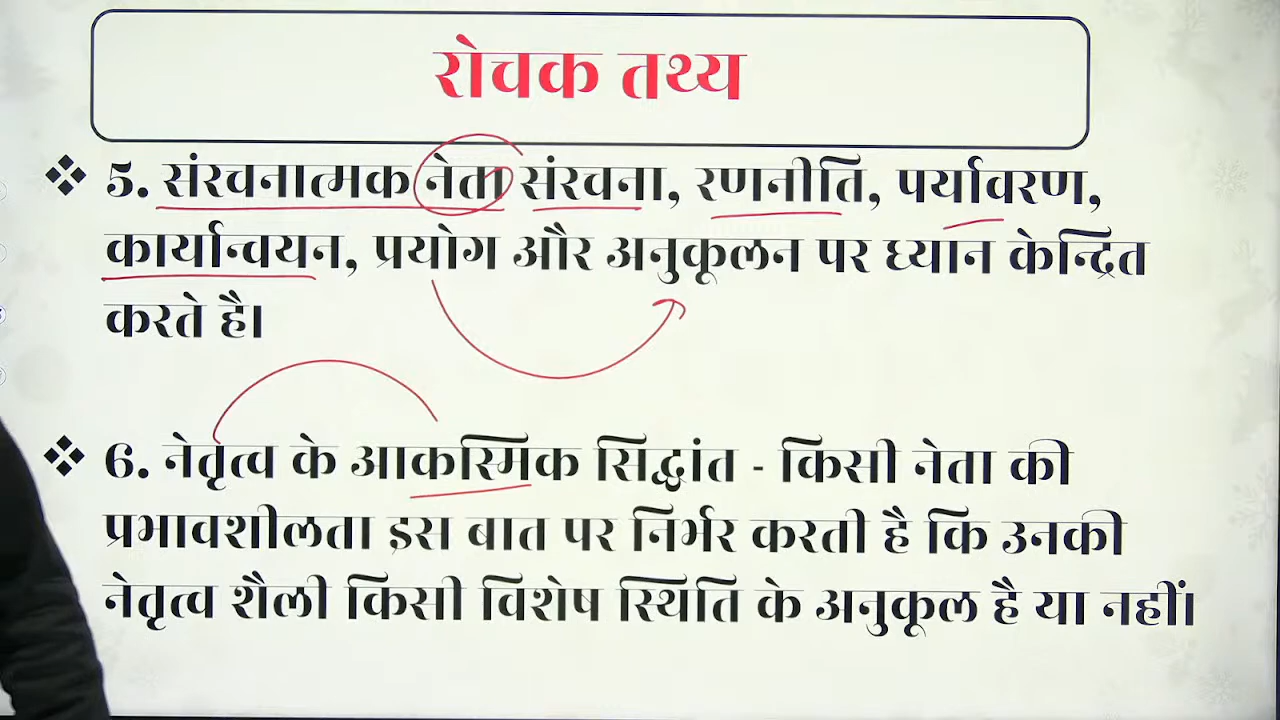 रोचक तथ्य
❖ 5. संरचनात्मक नेता संरचना, रणनीति, पर्यावरण,
कार्यान्वयन, प्रयोग और अनुकूलन पर ध्यान केन्द्रित
करते है।
❖ 6. नेतृत्व के आकस्मिक सिद्धांत - किसी नेता की
प्रभावशीलता इस बात पर निर्भर करती है कि उनकी
नेतृत्व शैली किसी विशेष स्थिति के अनुकूल है या नहीं।